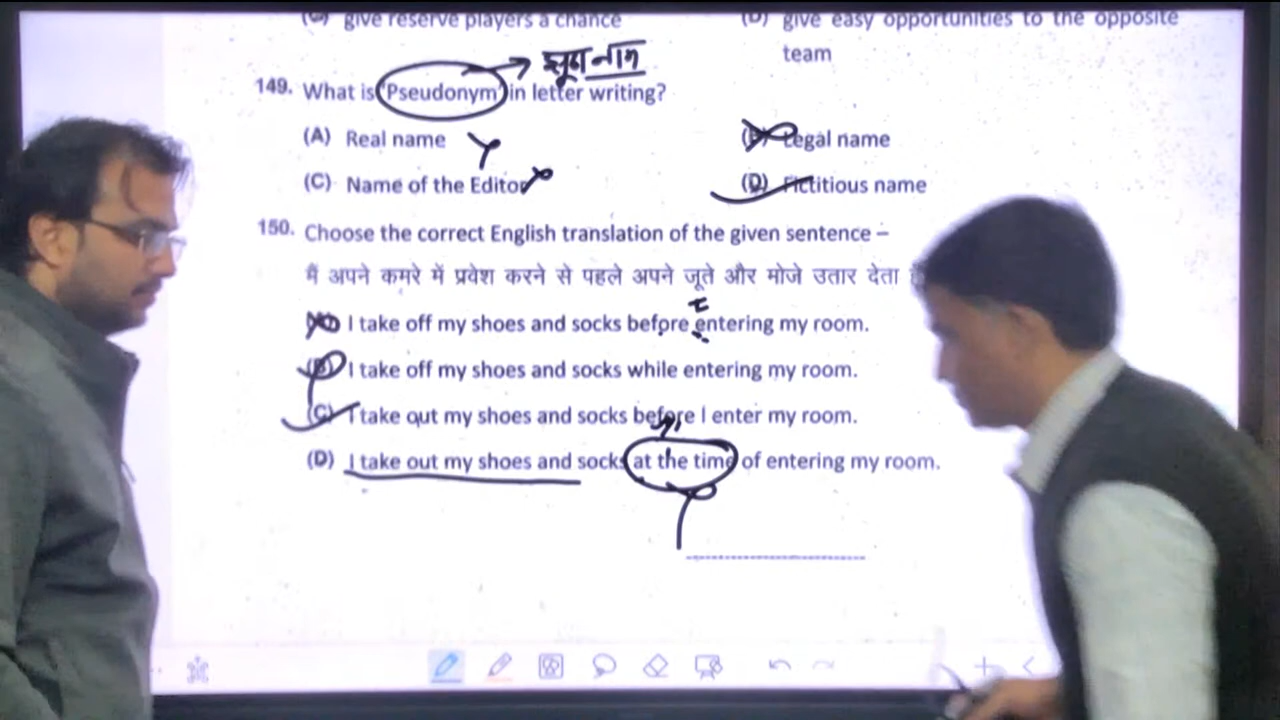 (C) give reserve players a chance
(D) give easy opportunities to the opposite
team
झूठा नाम
149. What is 'Pseudonym' in letter writing?
(A) Real name
(B) Legal name
(C) Name of the Editor
(D) Fictitious name
150. Choose the correct English translation of the given sentence –
मैं अपने कमरे में प्रवेश करने से पहले अपने जूते और मोजे उतार देता
I take off my shoes and socks before entering my room.
(B) I take off my shoes and socks while entering my room.
(C) I take out my shoes and socks before I enter my room.
(D) I take out my shoes and socks at the time of entering my room.